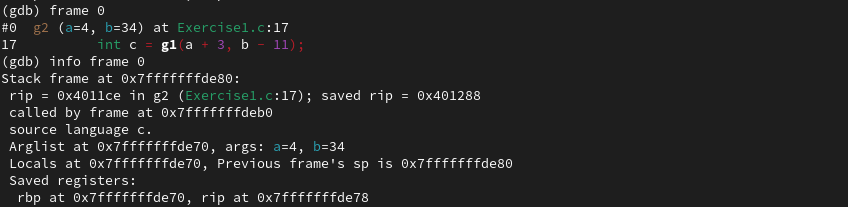 (gdb) frame 0
#0  g2 (a=4, b=34) at Exercise1.c:17
17          int c = g1(a + 3, b - 11);
(gdb) info frame 0
Stack frame at 0x7fffffffde80:
 rip = 0x4011ce in g2 (Exercise1.c:17); saved rip = 0x401288
 called by frame at 0x7fffffffdeb0
 source language c.
 Arglist at 0x7fffffffde70, args: a=4, b=34
 Locals at 0x7fffffffde70, Previous frame's sp is 0x7fffffffde80
 Saved registers:
  rbp at 0x7fffffffde70, rip at 0x7fffffffde78